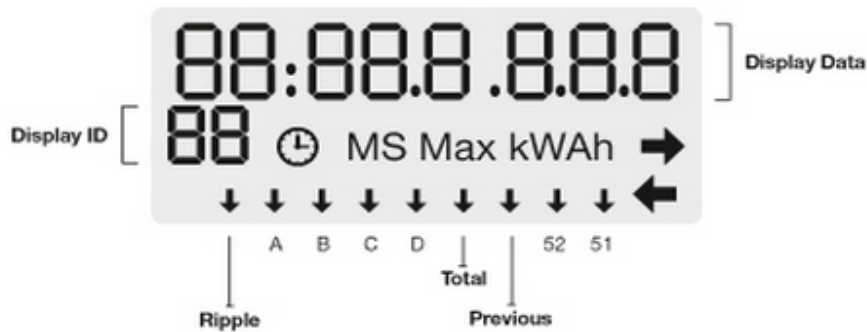 88:88.8.8.8.8
Display Data
Display ID
88
MS Max kWAh
A B C D 52 51
Total
Ripple
Previous